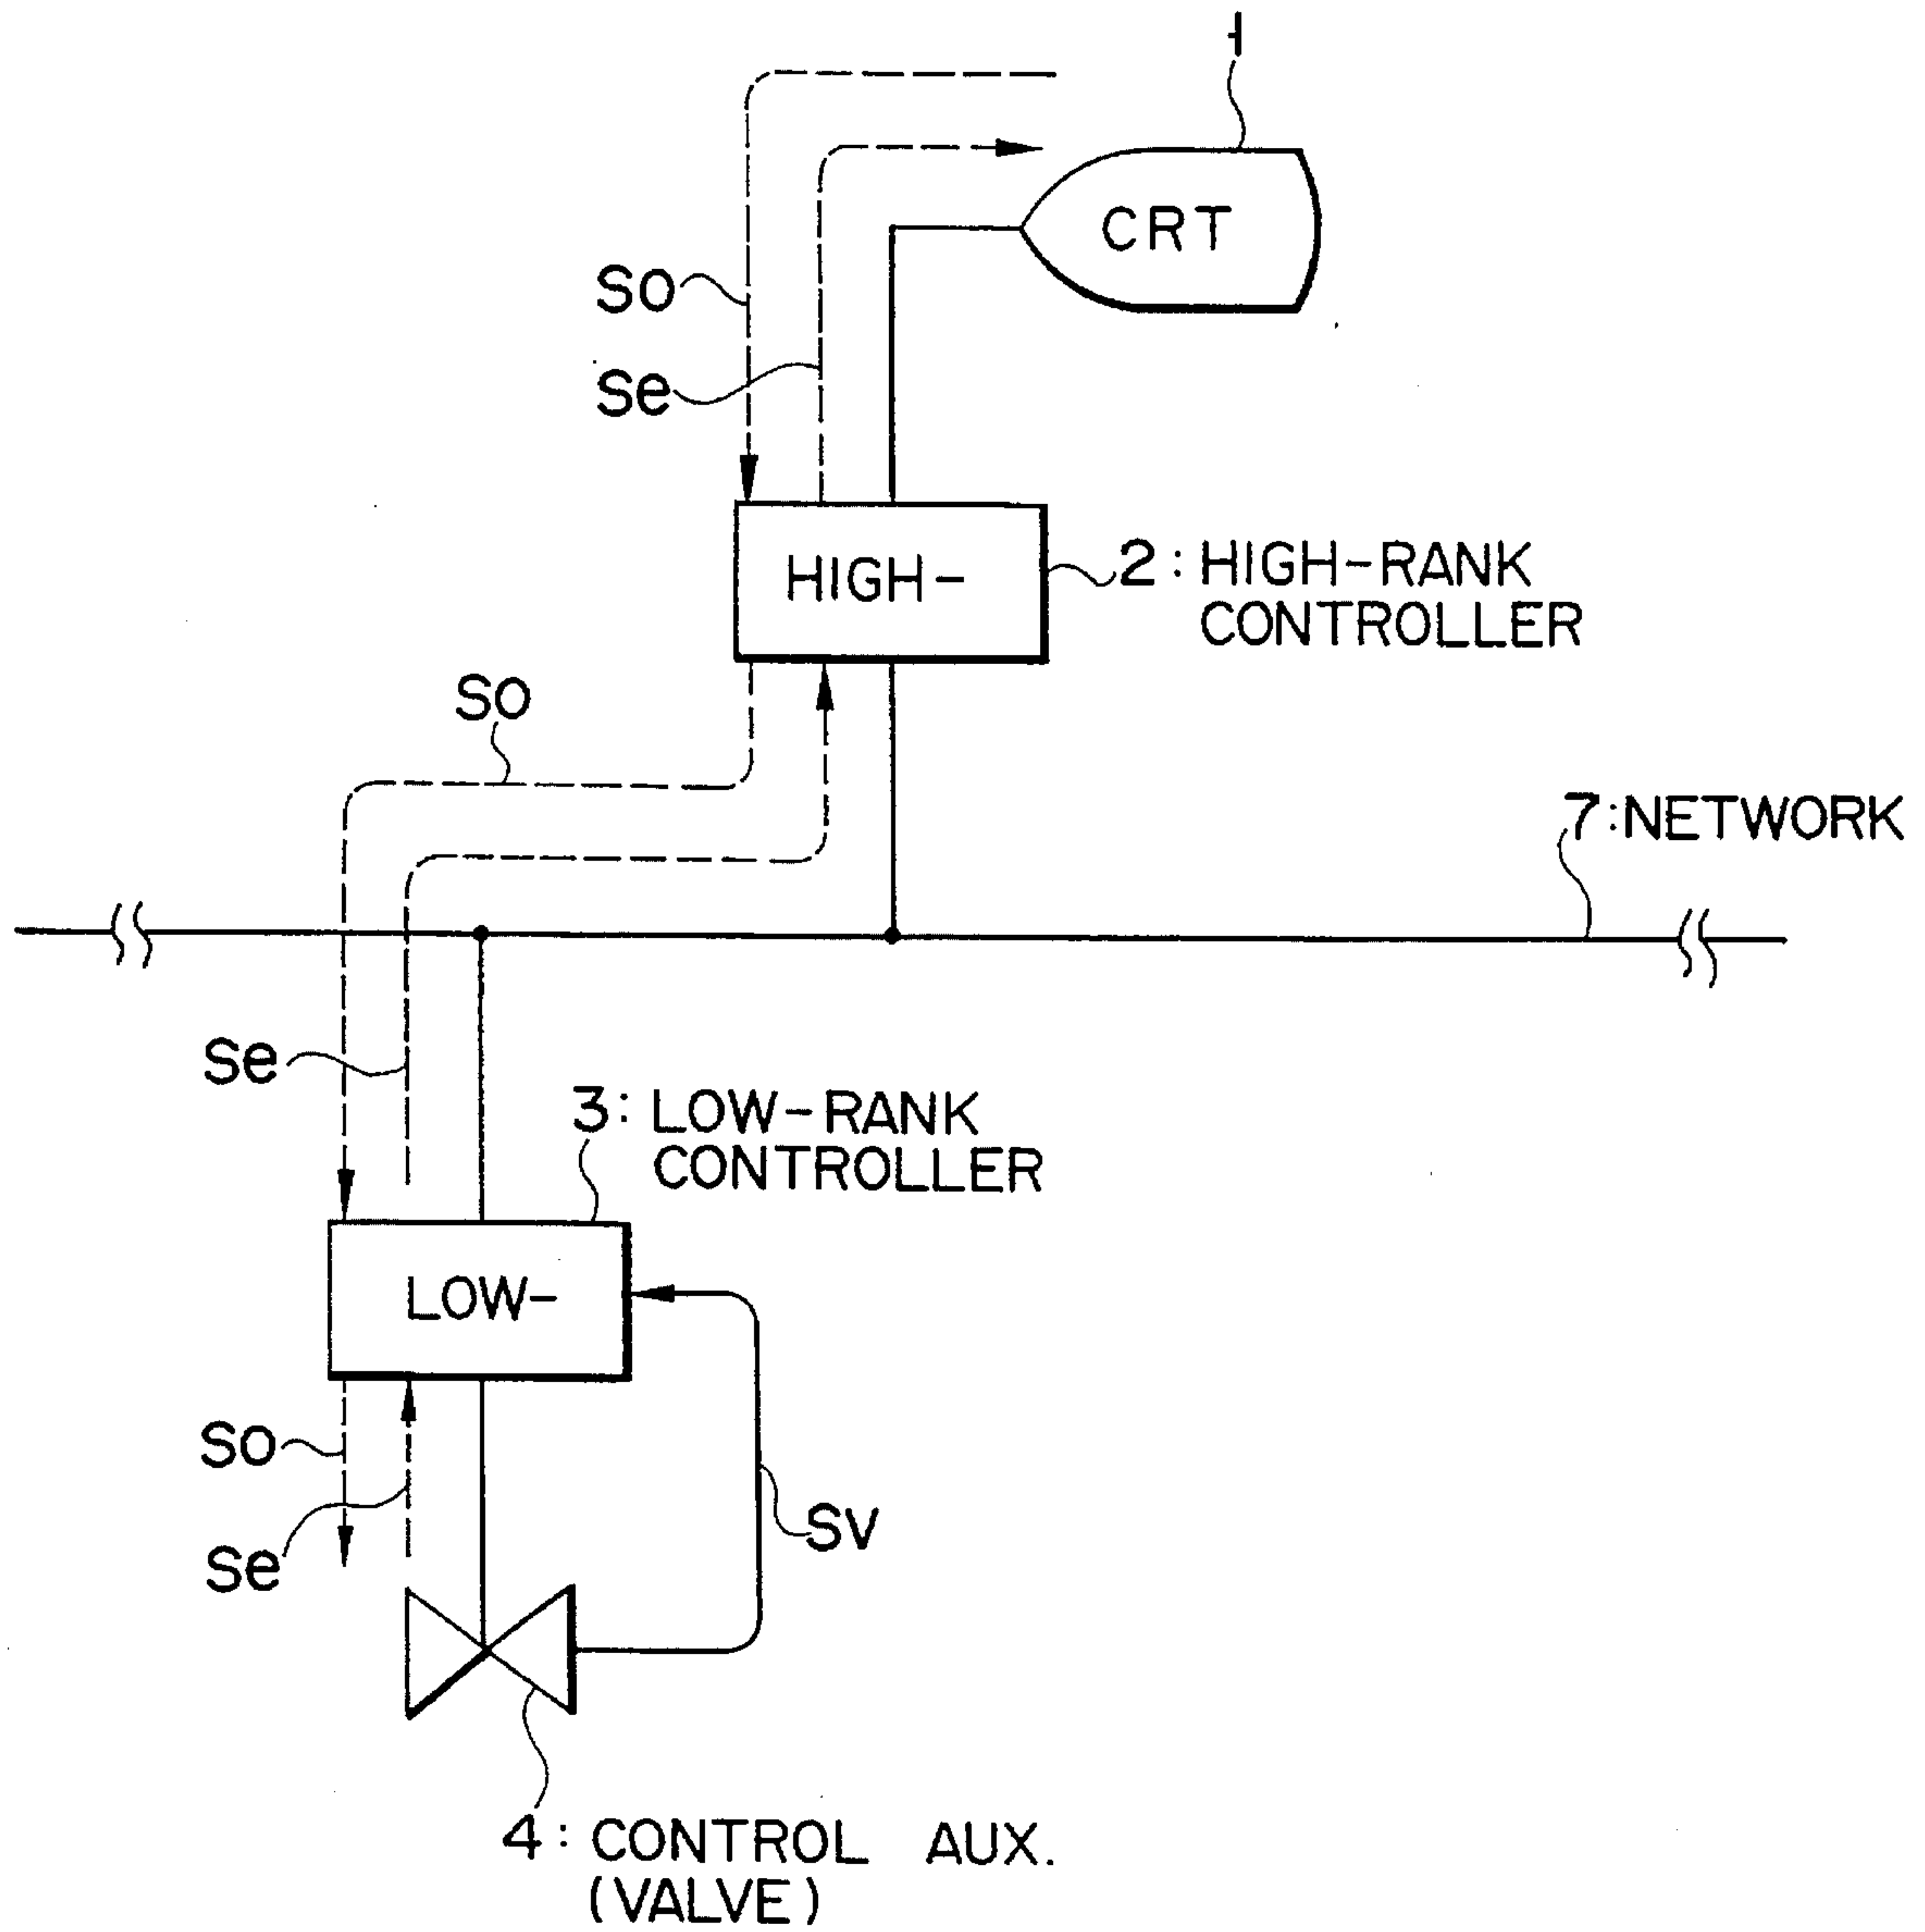 1
CRT
So
Se
HIGH-
2: HIGH-RANK
CONTROLLER
So
7: NETWORK
Se
3: LOW-RANK
CONTROLLER
LOW-
So
SV
Se
4: CONTROL AUX.
(VALVE)